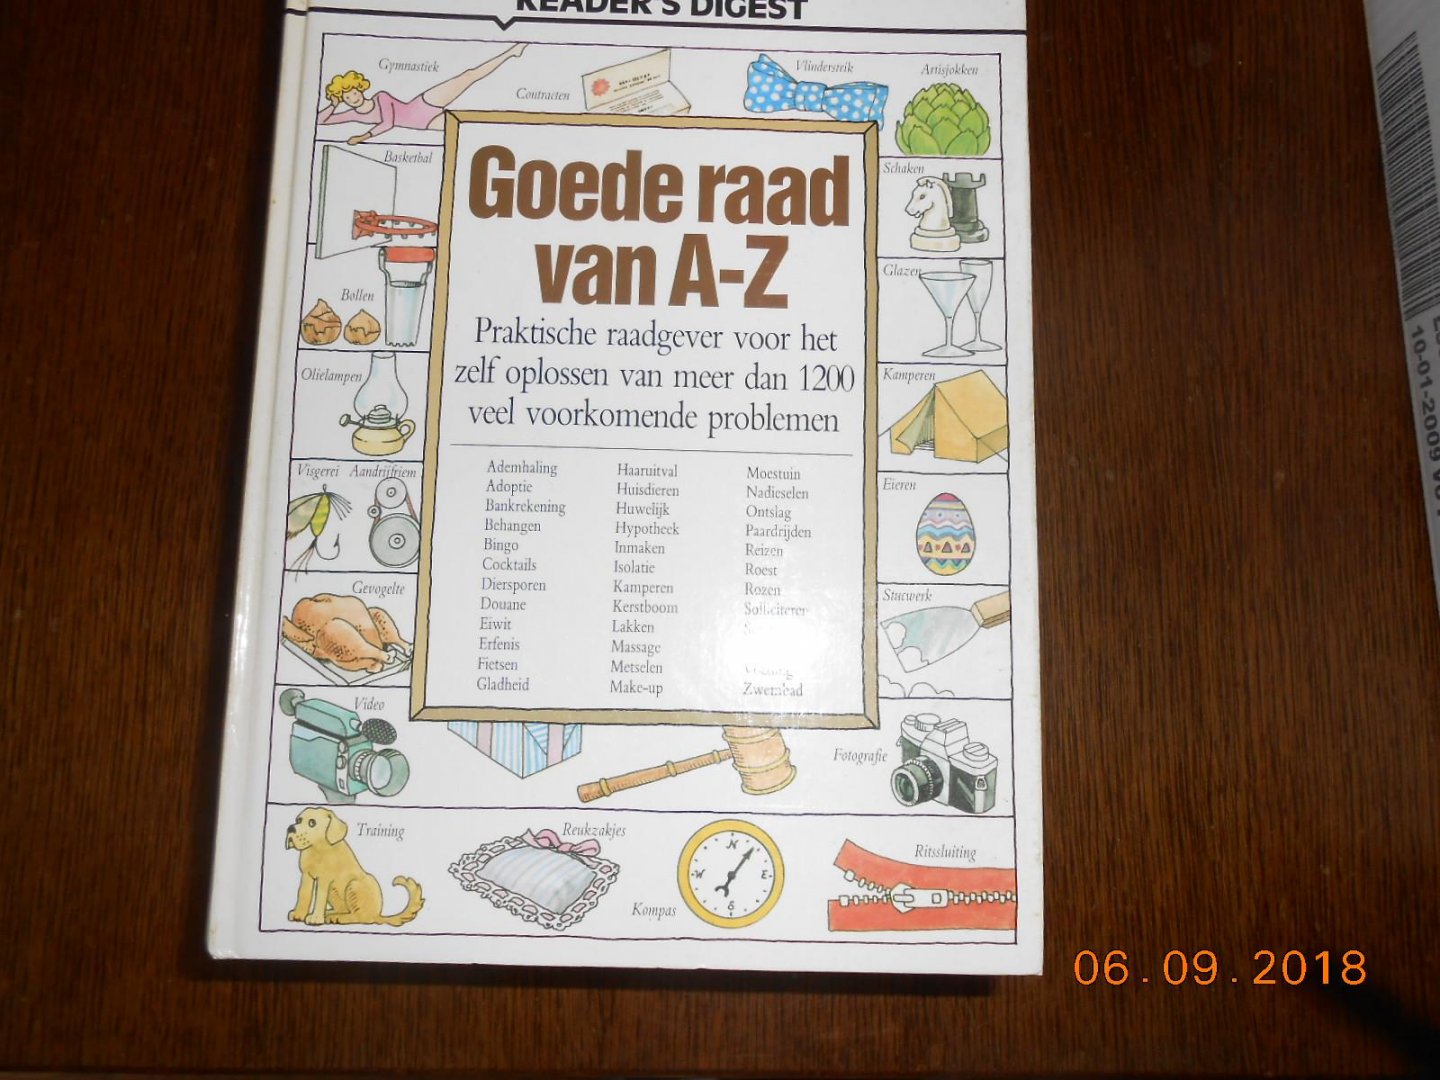 READER'S DIGEST
Gymnastiek
Contracten
Vlinderstrik
Artisjokken
Basketbal
Schaken
Goede raad
van A-Z
Glazen
Bollen
Praktische raadgever voor het
zelf oplossen van meer dan 1200
veel voorkomende problemen
Olielampen
Kamperen
Visgerei Aandrijfriem
Eieren
Ademhaling
Adoptie
Bankrekening
Behangen
Bingo
Cocktails
Diersporen
Douane
Eiwit
Erfenis
Fietsen
Gladheid
Haaruitval
Huisdieren
Huwelijk
Hypotheek
Inmaken
Isolatie
Kamperen
Kerstboom
Lakken
Massage
Metselen
Make-up
Moestuin
Nadieselen
Ontslag
Paardrijden
Reizen
Roest
Rozen
Solliciteren
Zwembad
Gevogelte
Stucwerk
Video
Fotografie
Training
Reukzakjes
Kompas
N
W E
S
Ritssluiting
06.09.2018
10-01-2009